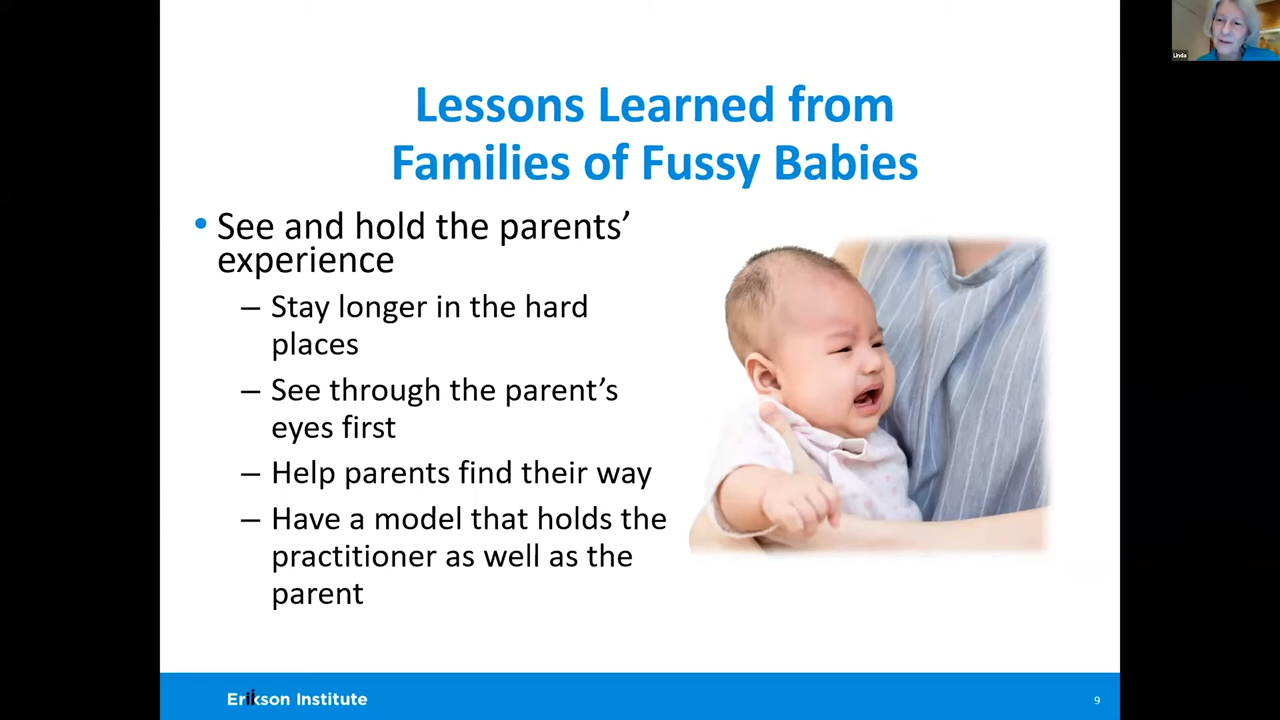 Linda
Lessons Learned from
Families of Fussy Babies
• See and hold the parents’
experience
– Stay longer in the hard
places
– See through the parent’s
eyes first
– Help parents find their way
– Have a model that holds the
practitioner as well as the
parent
Erikson Institute
9